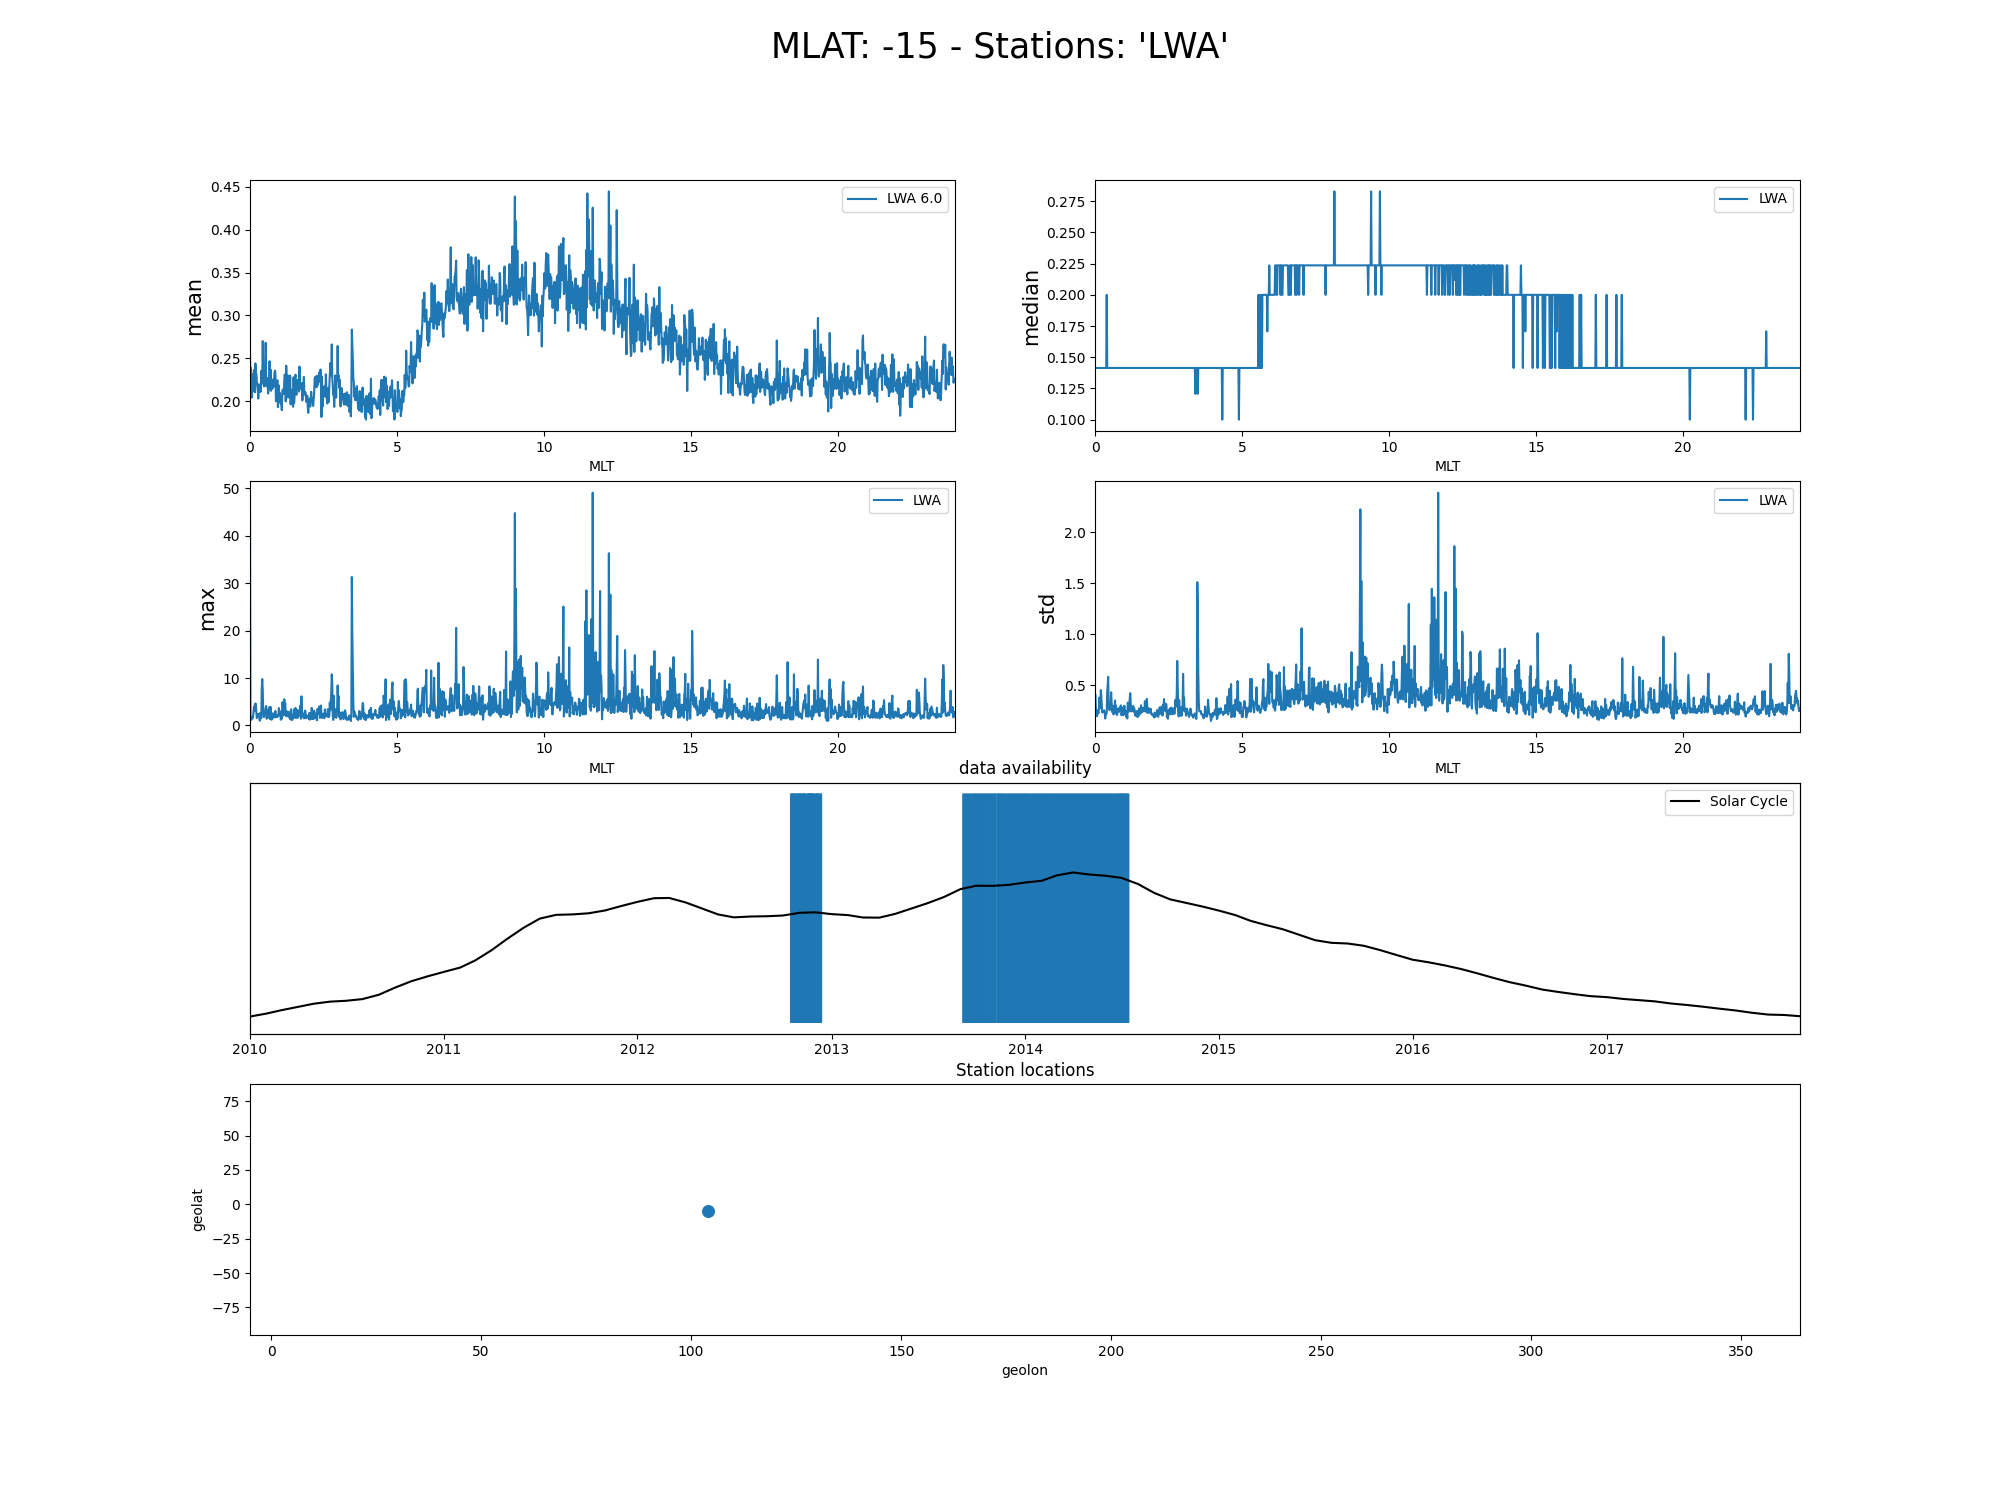 MLAT: -15 - Stations: 'LWA'
0.45
0.40
0.35
0.30
0.25
0.20
mean
LWA 6.0
0 5 10 15 20
MLT
0.275
0.250
0.225
0.200
0.175
0.150
0.125
0.100
median
LWA
0 5 10 15 20
MLT
50
40
30
20
10
0
max
LWA
0 5 10 15 20
MLT
2.0
1.5
1.0
0.5
std
LWA
0 5 10 15 20
MLT
data availability
Solar Cycle
2010 2011 2012 2013 2014 2015 2016 2017
Station locations
75
50
25
0
−25
−50
−75
geolat
0 50 100 150 200 250 300 350
geolon